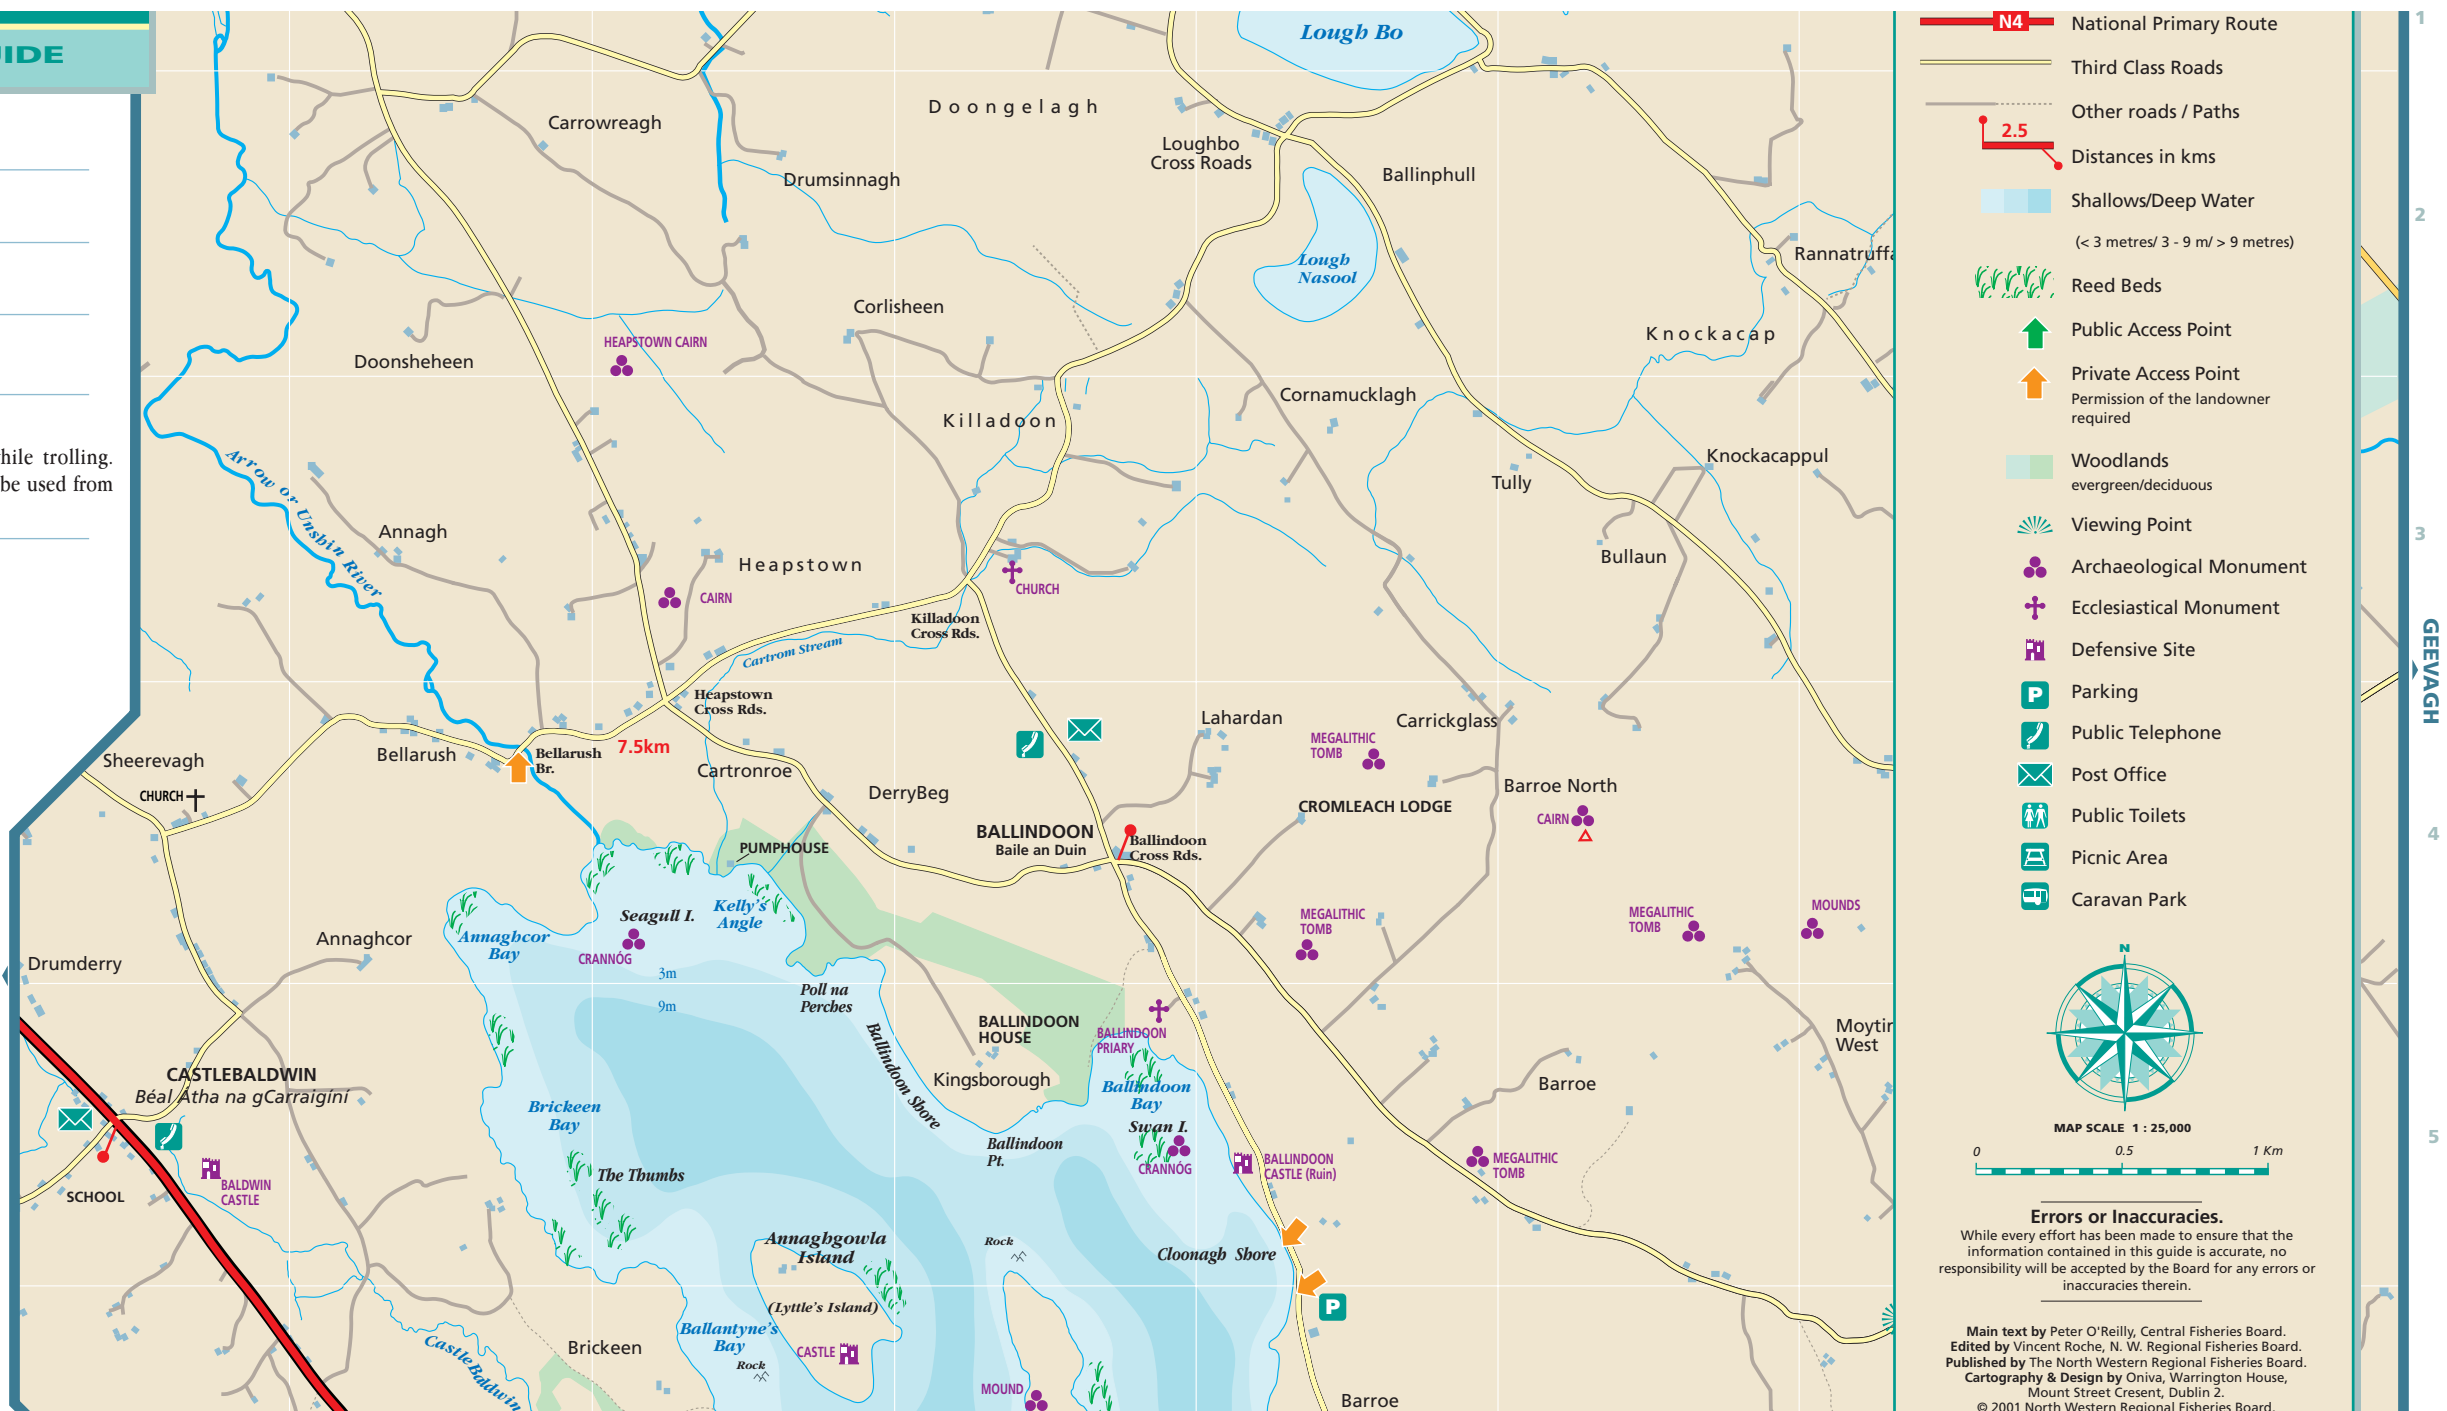 IDE
while trolling.
be used from
Lough Bo
Doongelagh
Carrowreagh
Loughbo
Cross Roads
Ballinphull
Drumsinnagh
Lough
Nasool
Rannatruffa
Corlisheen
Knockacap
HEAPSTOWN CAIRN
Doonsheheen
Cornamucklagh
Killadoon
Knockacappul
Tully
Arrow or Unshin River
Annagh
Heapstown
Bullaun
CHURCH
CAIRN
Killadoon
Cross Rds.
Cartrom Stream
Heapstown
Cross Rds.
Lahardan
Carrickglass
MEGALITHIC
TOMB
7.5km
Bellarush
Bellarush
Br.
Sheerevagh
Cartronroe
Barroe North
DerryBeg
CHURCH
CROMLEACH LODGE
CAIRN
BALLINDOON
Baile an Duin
Ballindoon
Cross Rds.
PUMPHOUSE
Seagull I.
Kelly's
Angle
MEGALITHIC
TOMB
MEGALITHIC
TOMB
MOUNDS
Annaghcor
Annaghcor
Bay
CRANNÓG
Drumderry
3m
9m
Poll na
Perches
BALLINDOON
HOUSE
BALLINDOON
PRIARY
Moytir
West
Ballindoon Shore
CASTLEBALDWIN
Béal Átha na gCarraigíní
Kingsborough
Ballindoon
Bay
Barroe
Brickeen
Bay
Swan I.
CRANNÓG
Ballindoon
Pt.
BALLINDOON
CASTLE (Ruin)
MEGALITHIC
TOMB
The Thumbs
BALDWIN
CASTLE
SCHOOL
Annaghgowla
Island
Rock
Cloonagh Shore
(Lyttle's Island)
P
Ballantyne's
Bay
Rock
CASTLE
Brickeen
CastleBaldwin
MOUND
Barroe
N4
National Primary Route
Third Class Roads
Other roads / Paths
2.5
Distances in kms
Shallows/Deep Water
(< 3 metres/ 3 - 9 m/ > 9 metres)
Reed Beds
Public Access Point
Private Access Point
Permission of the landowner
required
Woodlands
evergreen/deciduous
Viewing Point
Archaeological Monument
Ecclesiastical Monument
Defensive Site
P
Parking
Public Telephone
Post Office
Public Toilets
Picnic Area
Caravan Park
N
MAP SCALE 1 : 25,000
0 0.5 1 Km
Errors or Inaccuracies.
While every effort has been made to ensure that the
information contained in this guide is accurate, no
responsibility will be accepted by the Board for any errors or
inaccuracies therein.
Main text by Peter O'Reilly, Central Fisheries Board.
Edited by Vincent Roche, N. W. Regional Fisheries Board.
Published by The North Western Regional Fisheries Board.
Cartography & Design by Oniva, Warrington House,
Mount Street Cresent, Dublin 2.
© 2001 North Western Regional Fisheries Board.
1
2
3
GEEVAGH
4
5